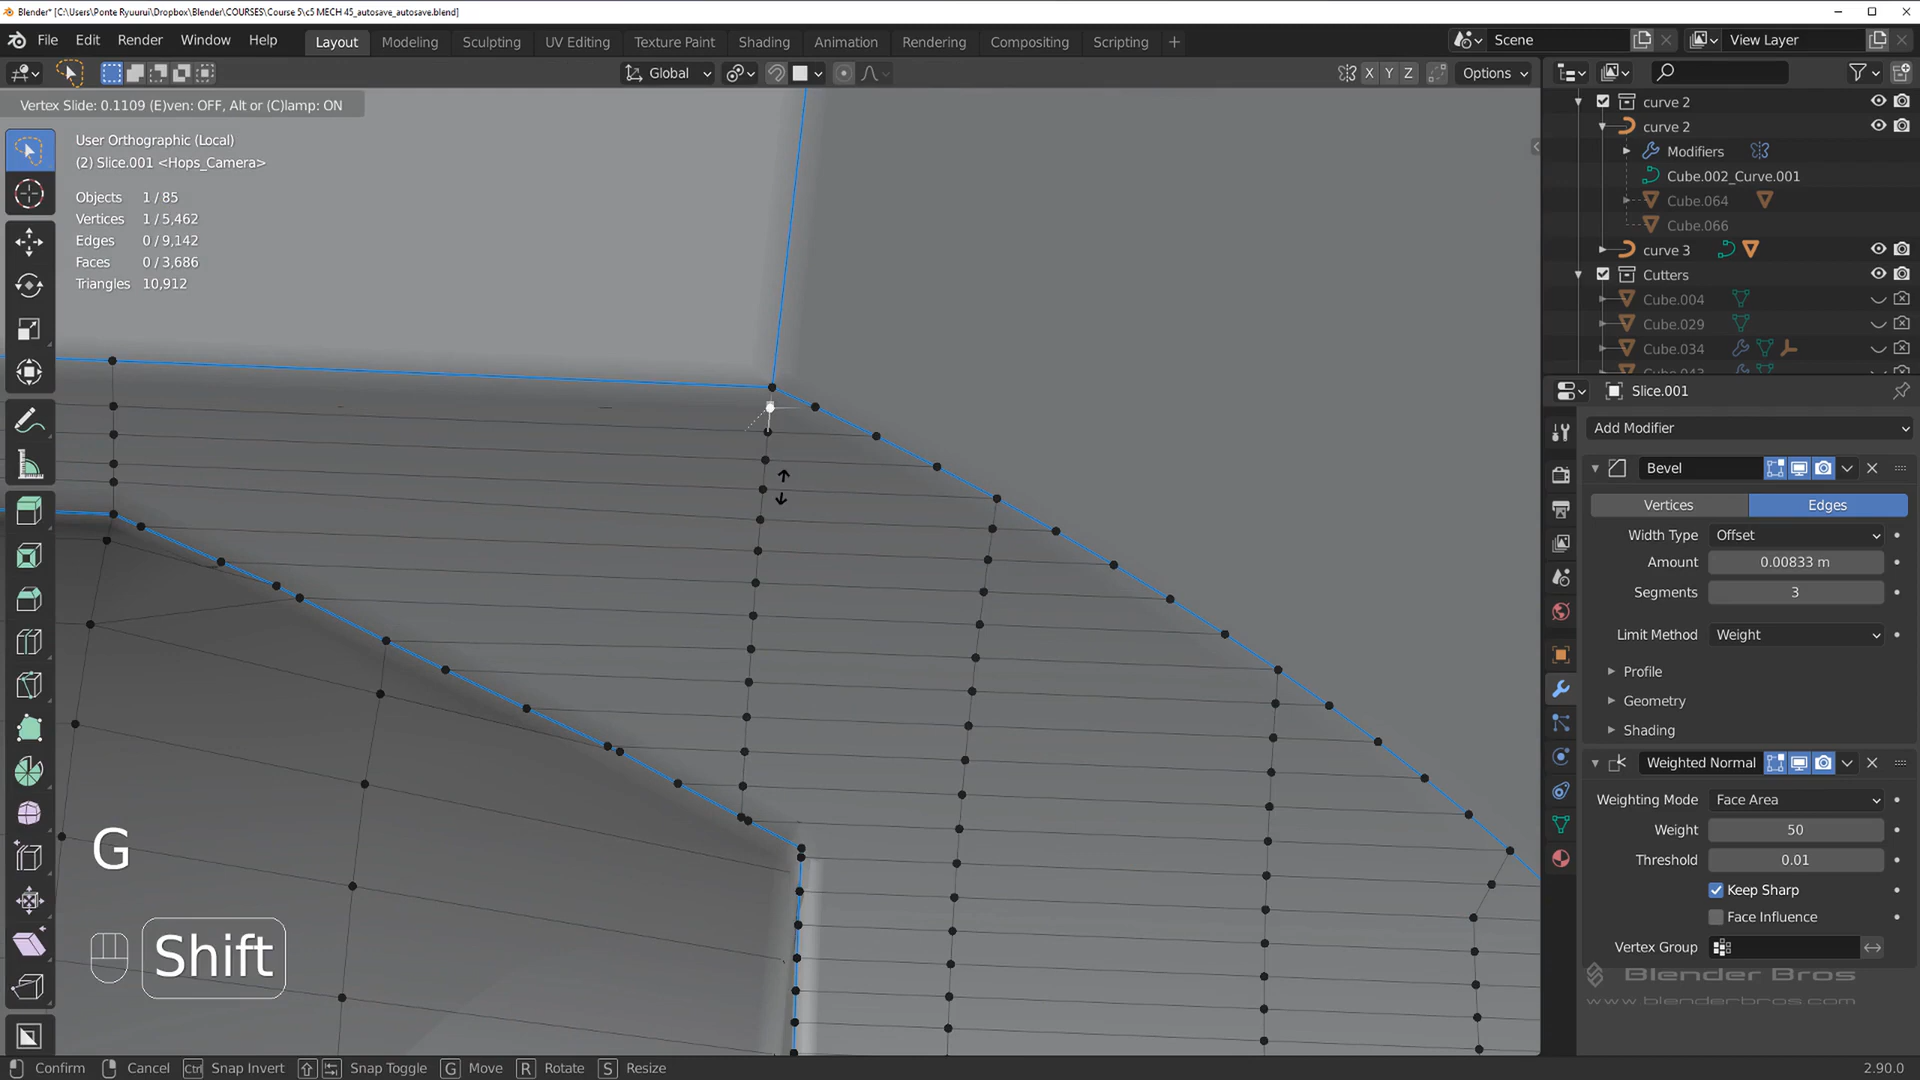 Blender* [C:\Users\Ponte Ryuurui\Dropbox\Blender\COURSES\Course 5\c5 MECH 45_autosave_autosave.blend]
File Edit Render Window Help Layout Modeling Sculpting UV Editing Texture Paint Shading Animation Rendering Compositing Scripting + Scene View Layer
Global X Y Z Options
Vertex Slide: 0.1109 (E)ven: OFF, Alt or (C)lamp: ON
User Orthographic (Local)
(2) Slice.001 <Hops_Camera>
Objects 1 / 85
Vertices 1 / 5,462
Edges 0 / 9,142
Faces 0 / 3,686
Triangles 10,912
G
Shift
curve 2
curve 2
Modifiers
Cube.002_Curve.001
Cube.064
Cube.066
curve 3
Cutters
Cube.004
Cube.029
Cube.034
Slice.001
Add Modifier
Bevel
Vertices Edges
Width Type Offset
Amount 0.00833 m
Segments 3
Limit Method Weight
Profile
Geometry
Shading
Weighted Normal
Weighting Mode Face Area
Weight 50
Threshold 0.01
Keep Sharp
Face Influence
Vertex Group
Blender Bros
www.blenderbros.com
Confirm Cancel Ctrl Snap Invert Snap Toggle G Move R Rotate S Resize 2.90.0